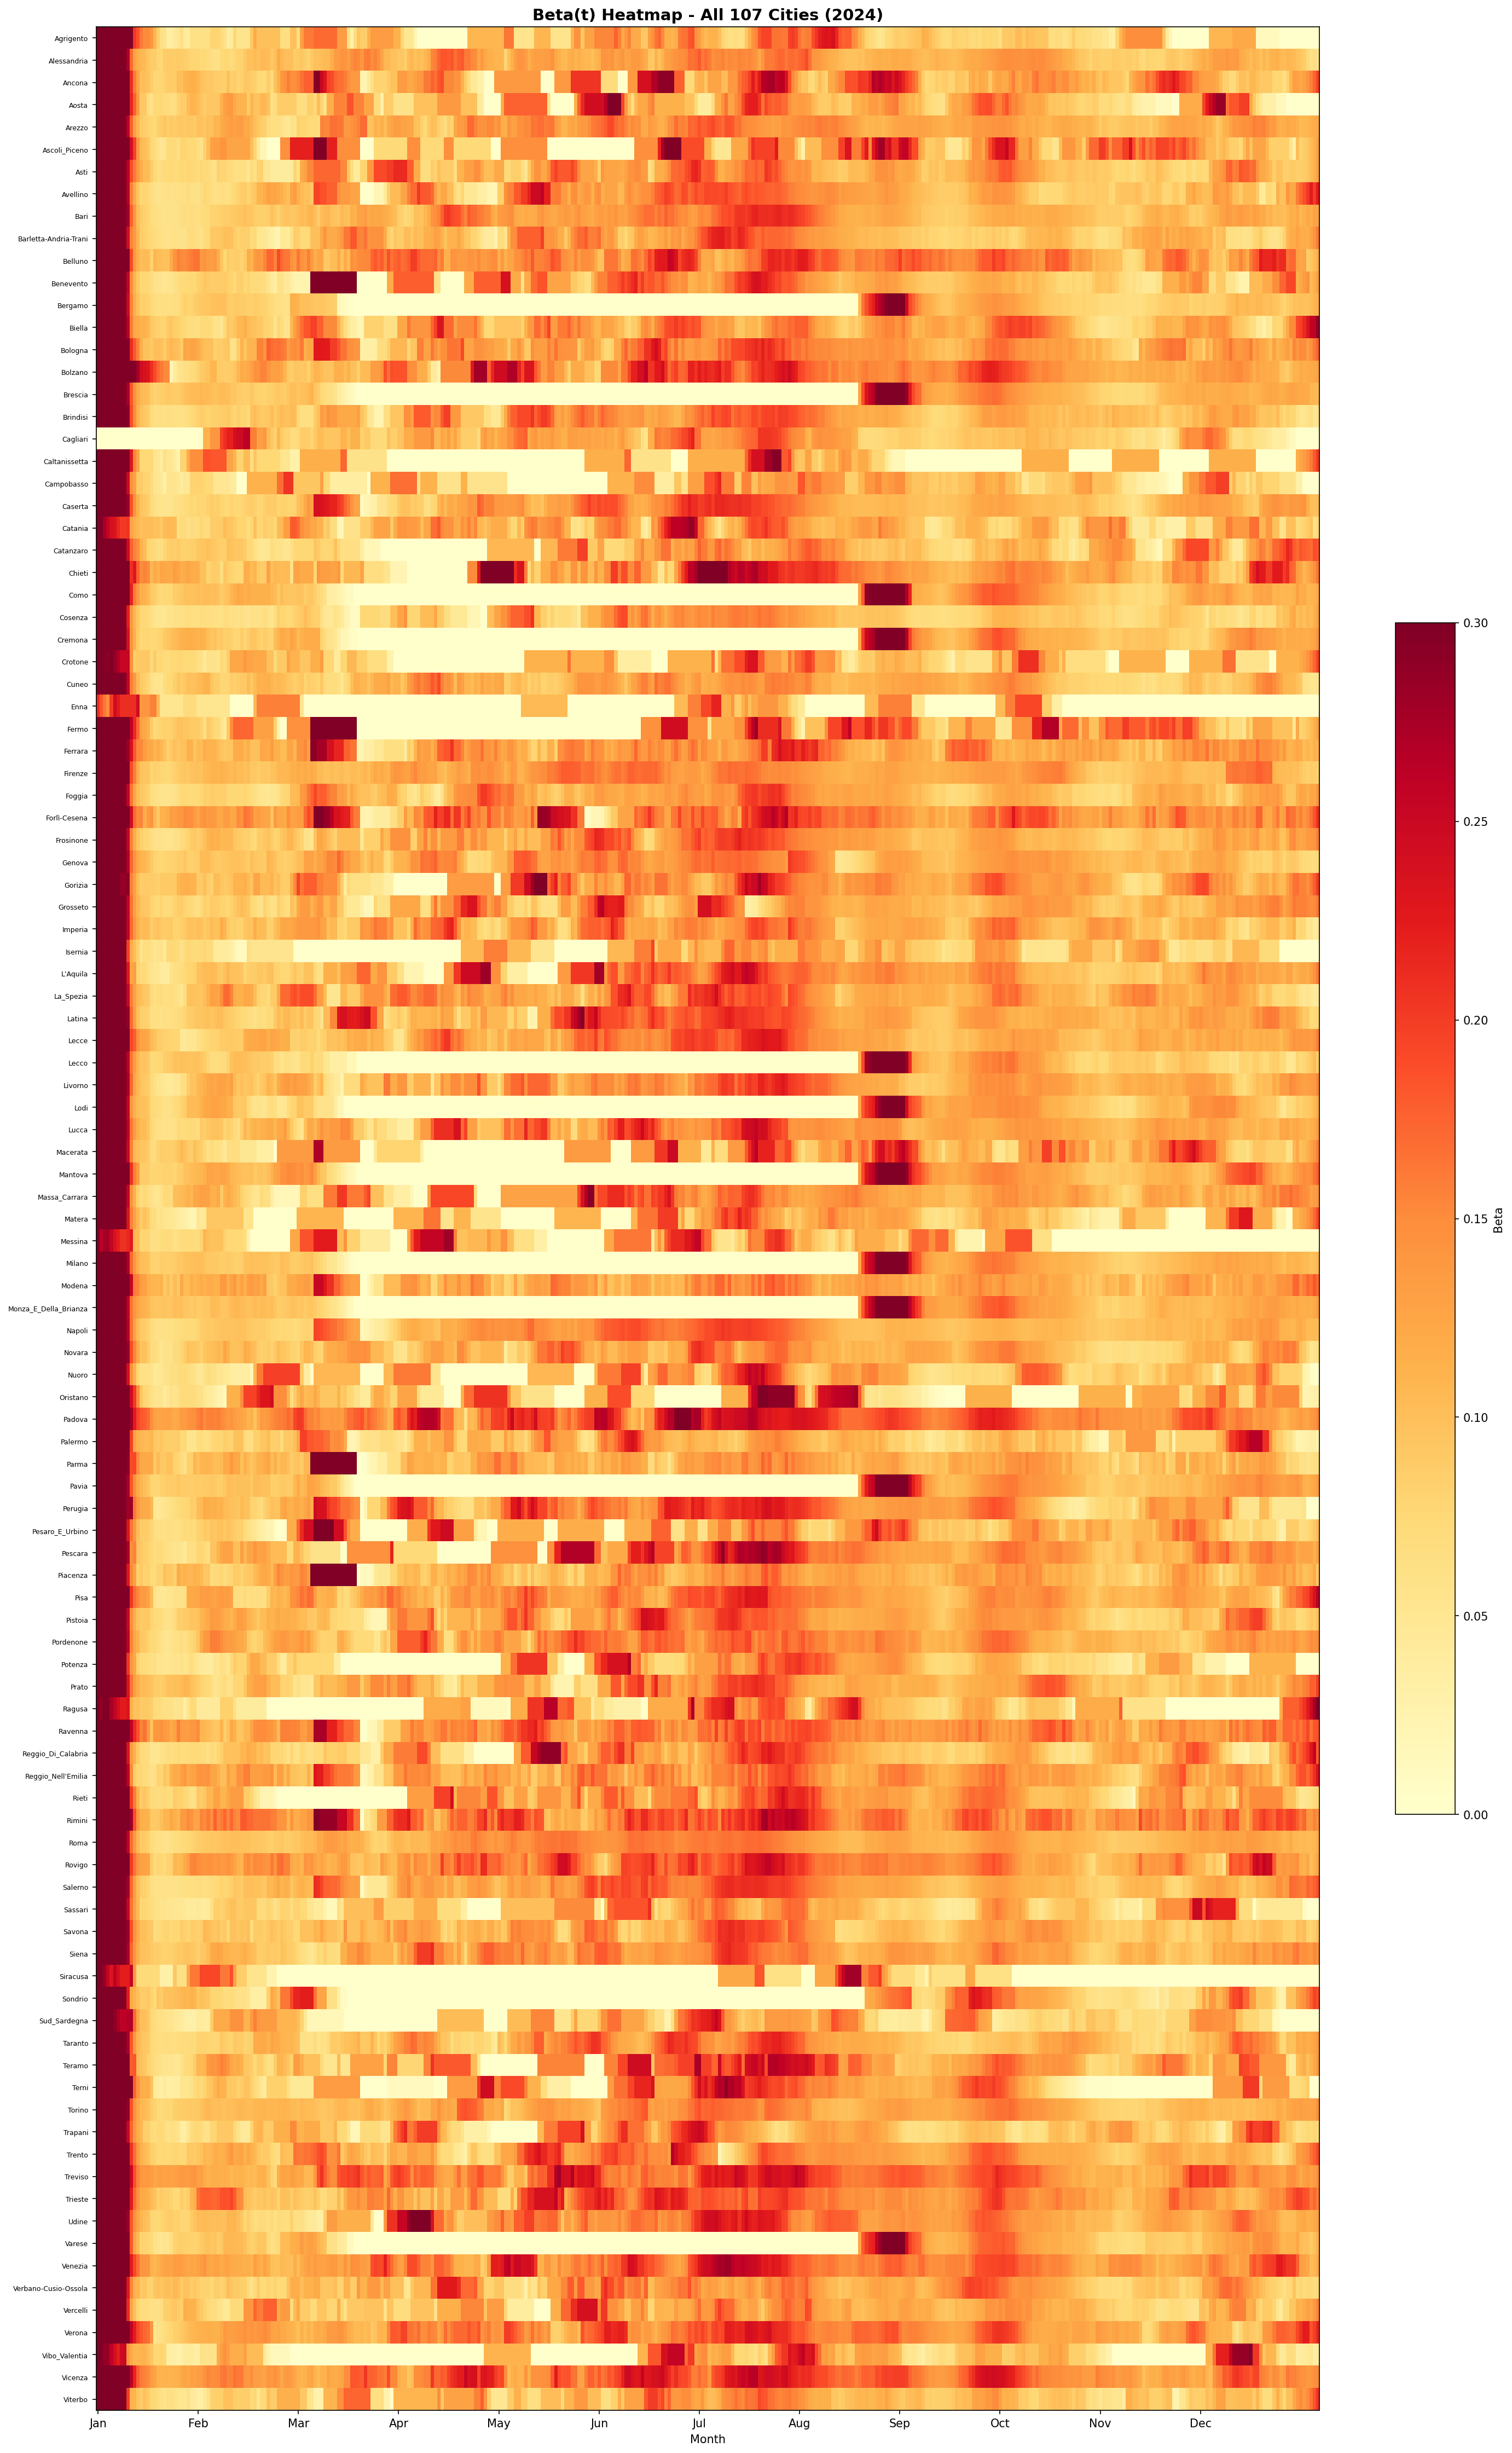 Beta(t) Heatmap - All 107 Cities (2024)
Agrigento
Alessandria
Ancona
Aosta
Arezzo
Ascoli_Piceno
Asti
Avellino
Bari
Barletta-Andria-Trani
Belluno
Benevento
Bergamo
Biella
Bologna
Bolzano
Brescia
Brindisi
Cagliari
Caltanissetta
Campobasso
Caserta
Catania
Catanzaro
Chieti
Como
Cosenza
Cremona
Crotone
Cuneo
Enna
Fermo
Ferrara
Firenze
Foggia
Forlì-Cesena
Frosinone
Genova
Gorizia
Grosseto
Imperia
Isernia
L'Aquila
La_Spezia
Latina
Lecce
Lecco
Livorno
Lodi
Lucca
Macerata
Mantova
Massa_Carrara
Matera
Messina
Milano
Modena
Monza_E_Della_Brianza
Napoli
Novara
Nuoro
Oristano
Padova
Palermo
Parma
Pavia
Perugia
Pesaro_E_Urbino
Pescara
Piacenza
Pisa
Pistoia
Pordenone
Potenza
Prato
Ragusa
Ravenna
Reggio_Di_Calabria
Reggio_Nell'Emilia
Rieti
Rimini
Roma
Rovigo
Salerno
Sassari
Savona
Siena
Siracusa
Sondrio
Sud_Sardegna
Taranto
Teramo
Terni
Torino
Trapani
Trento
Treviso
Trieste
Udine
Varese
Venezia
Verbano-Cusio-Ossola
Vercelli
Verona
Vibo_Valentia
Vicenza
Viterbo
Jan Feb Mar Apr May Jun Jul Aug Sep Oct Nov Dec
Month
0.30
0.25
0.20
0.15
0.10
0.05
0.00
Beta